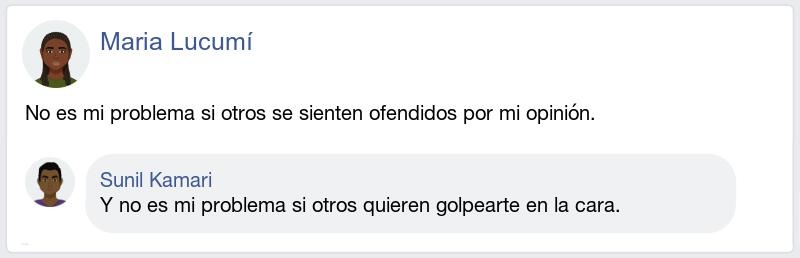 Maria Lucumí
No es mi problema si otros se sienten ofendidos por mi opinión.
Sunil Kamari
Y no es mi problema si otros quieren golpearte en la cara.